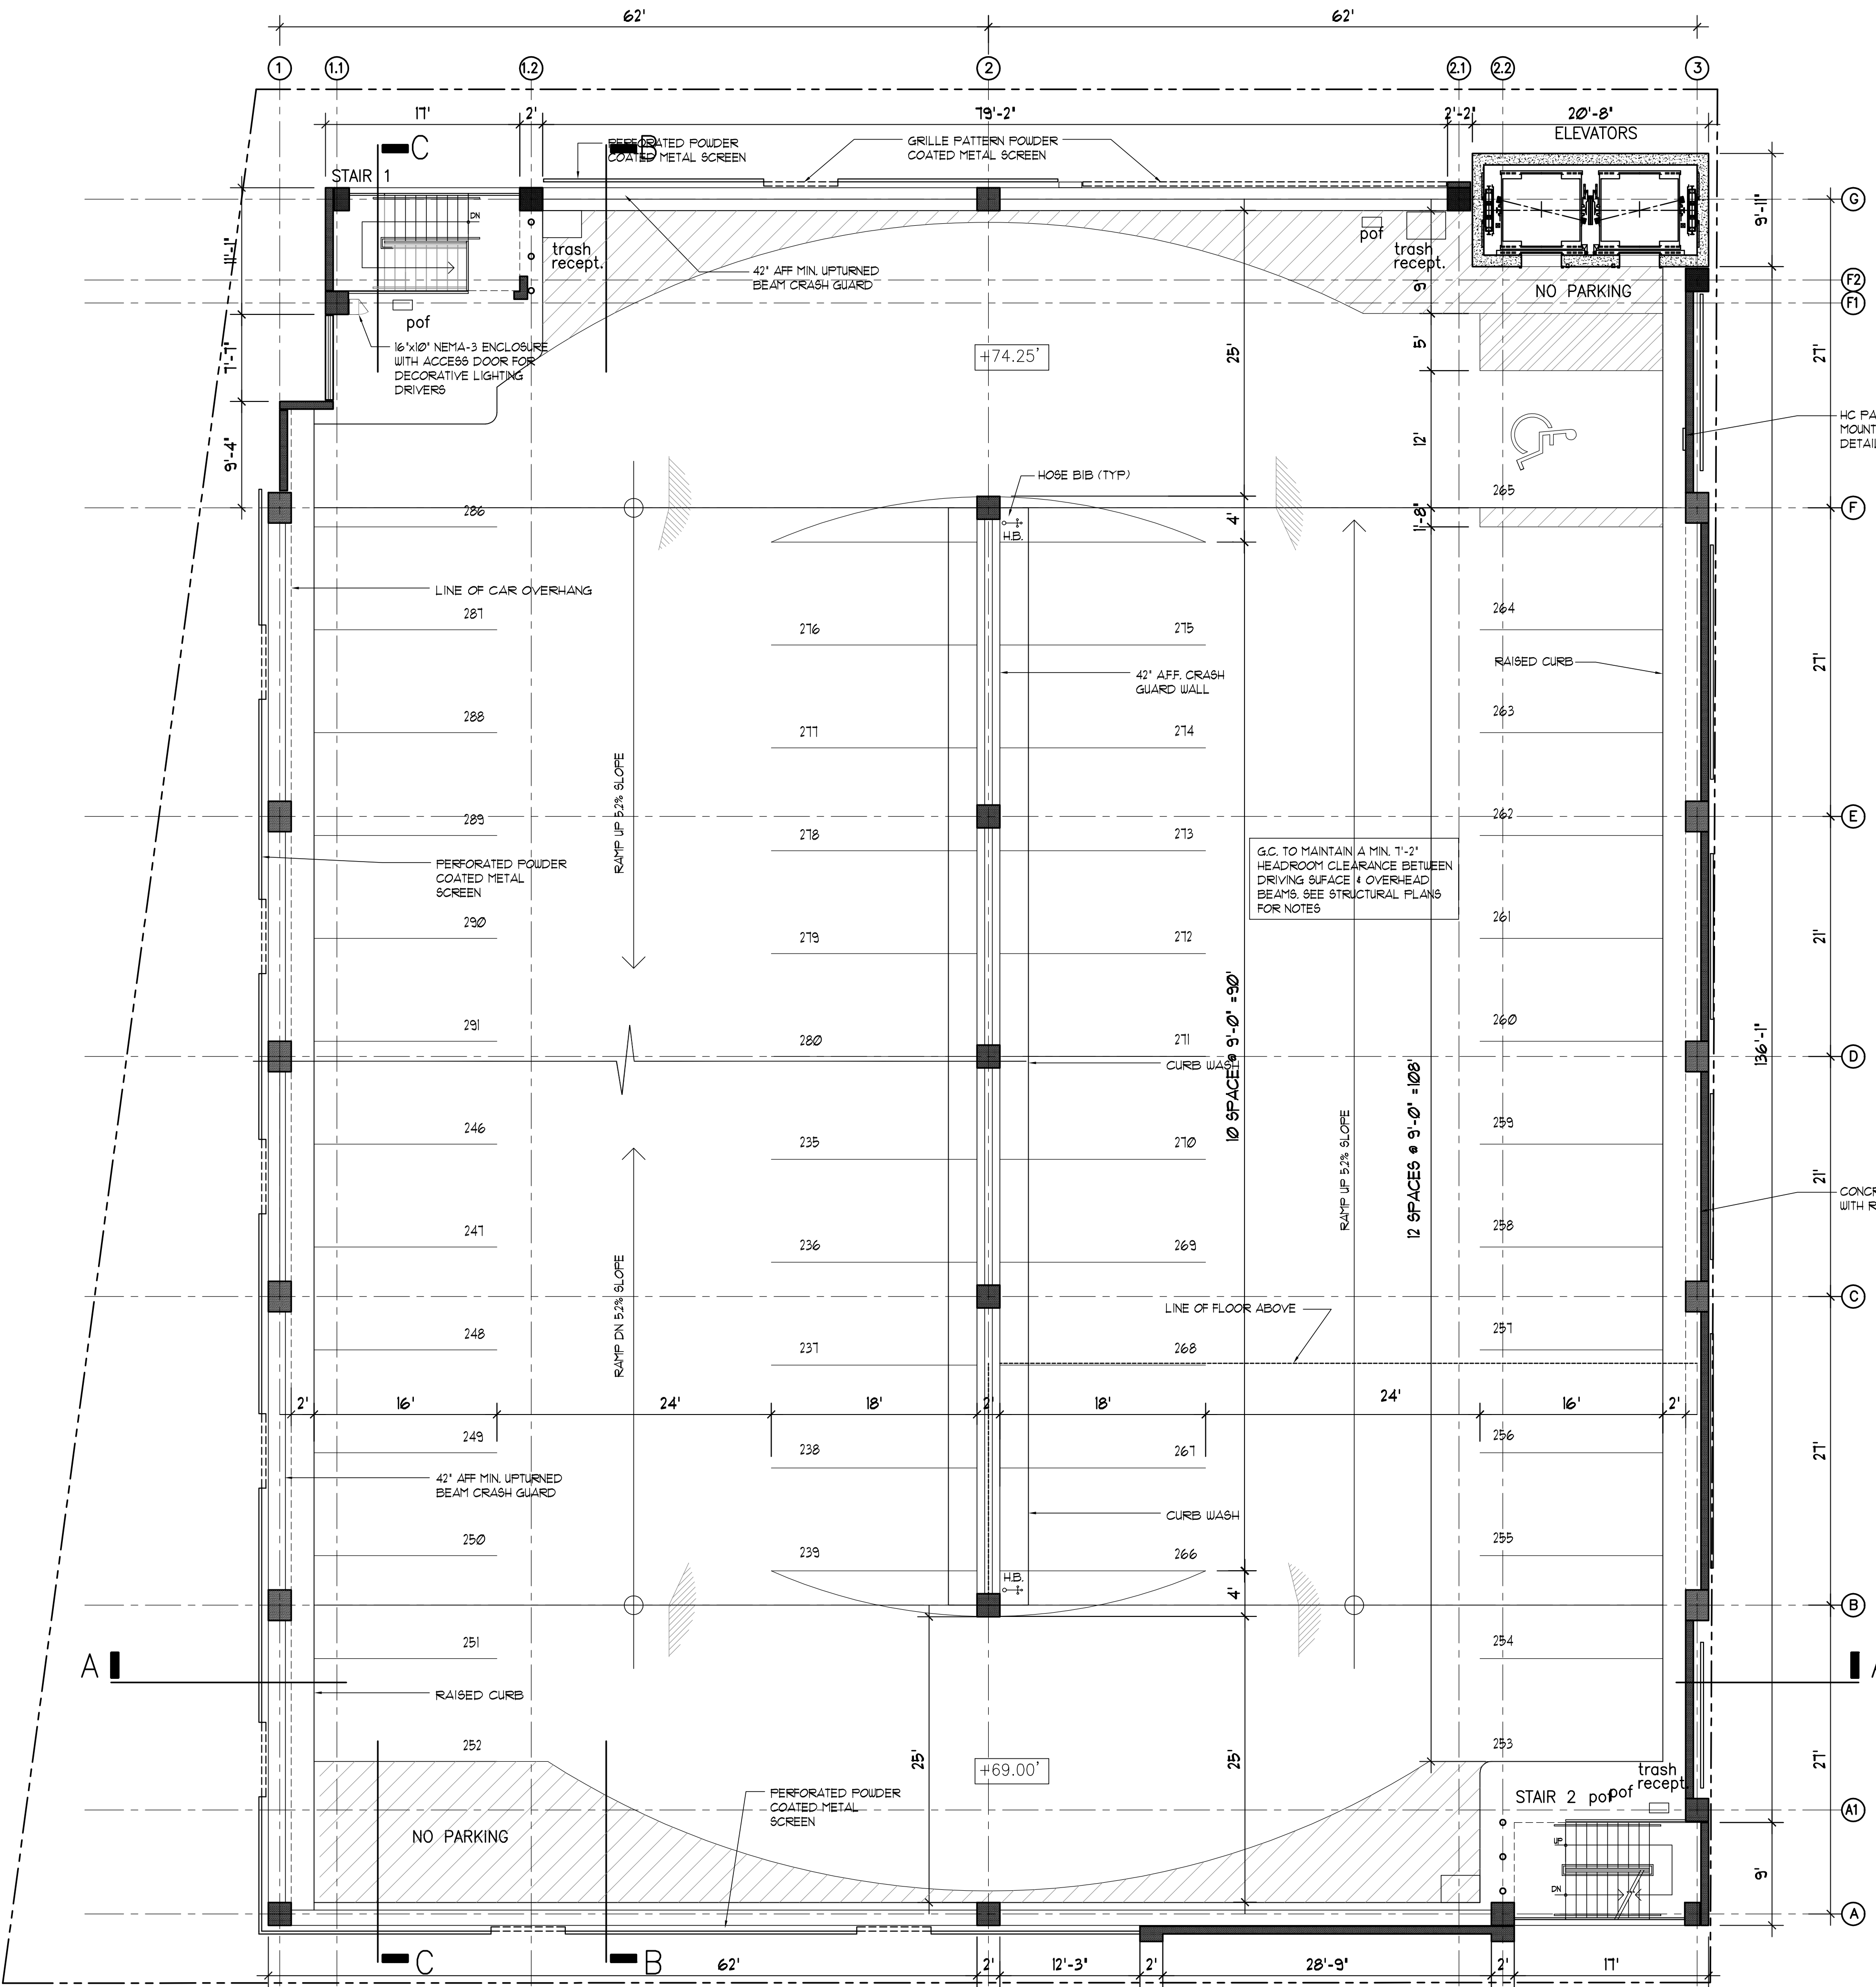 62'
62'
1
1.1
1.2
2
2.1
2.2
3
17'
2'
79'-2"
2'-2"
20'-8"
ELEVATORS
C
B
PERFORATED POWDER
COATED METAL SCREEN
GRILLE PATTERN POWDER
COATED METAL SCREEN
STAIR 1
DN
trash
recept.
pof
trash
recept.
G
9'-11"
11'-1"
42" AFF MIN. UPTURNED
BEAM CRASH GUARD
9'
NO PARKING
F2
F1
pof
16"x10" NEMA-3 ENCLOSURE
WITH ACCESS DOOR FOR
DECORATIVE LIGHTING
DRIVERS
7'-7"
+74.25'
25'
5'
27'
9'-4"
12'
HC PA
MOUNT
DETAIL
HOSE BIB (TYP)
286
265
F
H.B.
4'
1'-8"
LINE OF CAR OVERHANG
287
276
275
264
42" A.F.F. CRASH
GUARD WALL
RAISED CURB
27'
288
277
274
263
RAMP UP 5.2% SLOPE
289
278
273
262
E
PERFORATED POWDER
COATED METAL
SCREEN
G.C. TO MAINTAIN A MIN. 7'-2"
HEADROOM CLEARANCE BETWEEN
DRIVING SUFACE & OVERHEAD
BEAMS, SEE STRUCTURAL PLANS
FOR NOTES
290
279
272
261
21'
10 SPACES @ 9'-0" =90'
291
280
271
260
136'-1"
D
CURB WASH
12 SPACES @ 9'-0" =108'
246
235
270
259
RAMP UP 5.2% SLOPE
21'
CONCR
WITH R
247
236
269
258
RAMP DN 5.2% SLOPE
C
LINE OF FLOOR ABOVE
248
237
268
257
2'
16'
24'
18'
2'
18'
24'
16'
2'
249
238
267
256
27'
42" AFF MIN. UPTURNED
BEAM CRASH GUARD
CURB WASH
250
239
266
255
H.B.
4'
B
251
254
A
A
RAISED CURB
252
253
25'
+69.00'
25'
27'
trash
recept.
PERFORATED POWDER
COATED METAL
SCREEN
STAIR 2
pof
pof
A1
NO PARKING
UP
DN
9'
A
C
B
62'
2'
12'-3"
2'
28'-9"
2'
17'